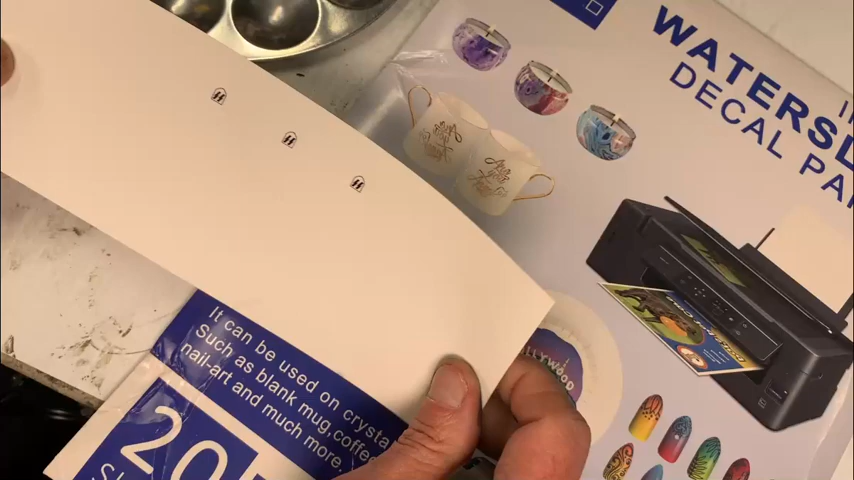 WATERSL
DECAL PA
It can be used on crysta
Such as blank mug,coffe
nail-art and much more.
20
LLYWOOD
H
H
H